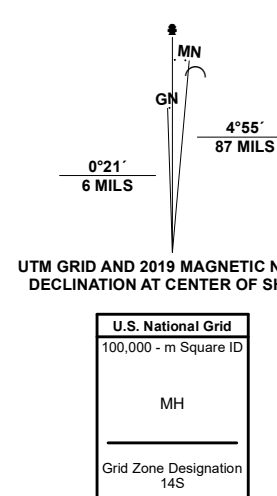 MN
GN
4°55´
87 MILS
0°21´
6 MILS
UTM GRID AND 2019 MAGNETIC
DECLINATION AT CENTER OF
U.S. National Grid
100,000 - m Square ID
MH
Grid Zone Designation
14S